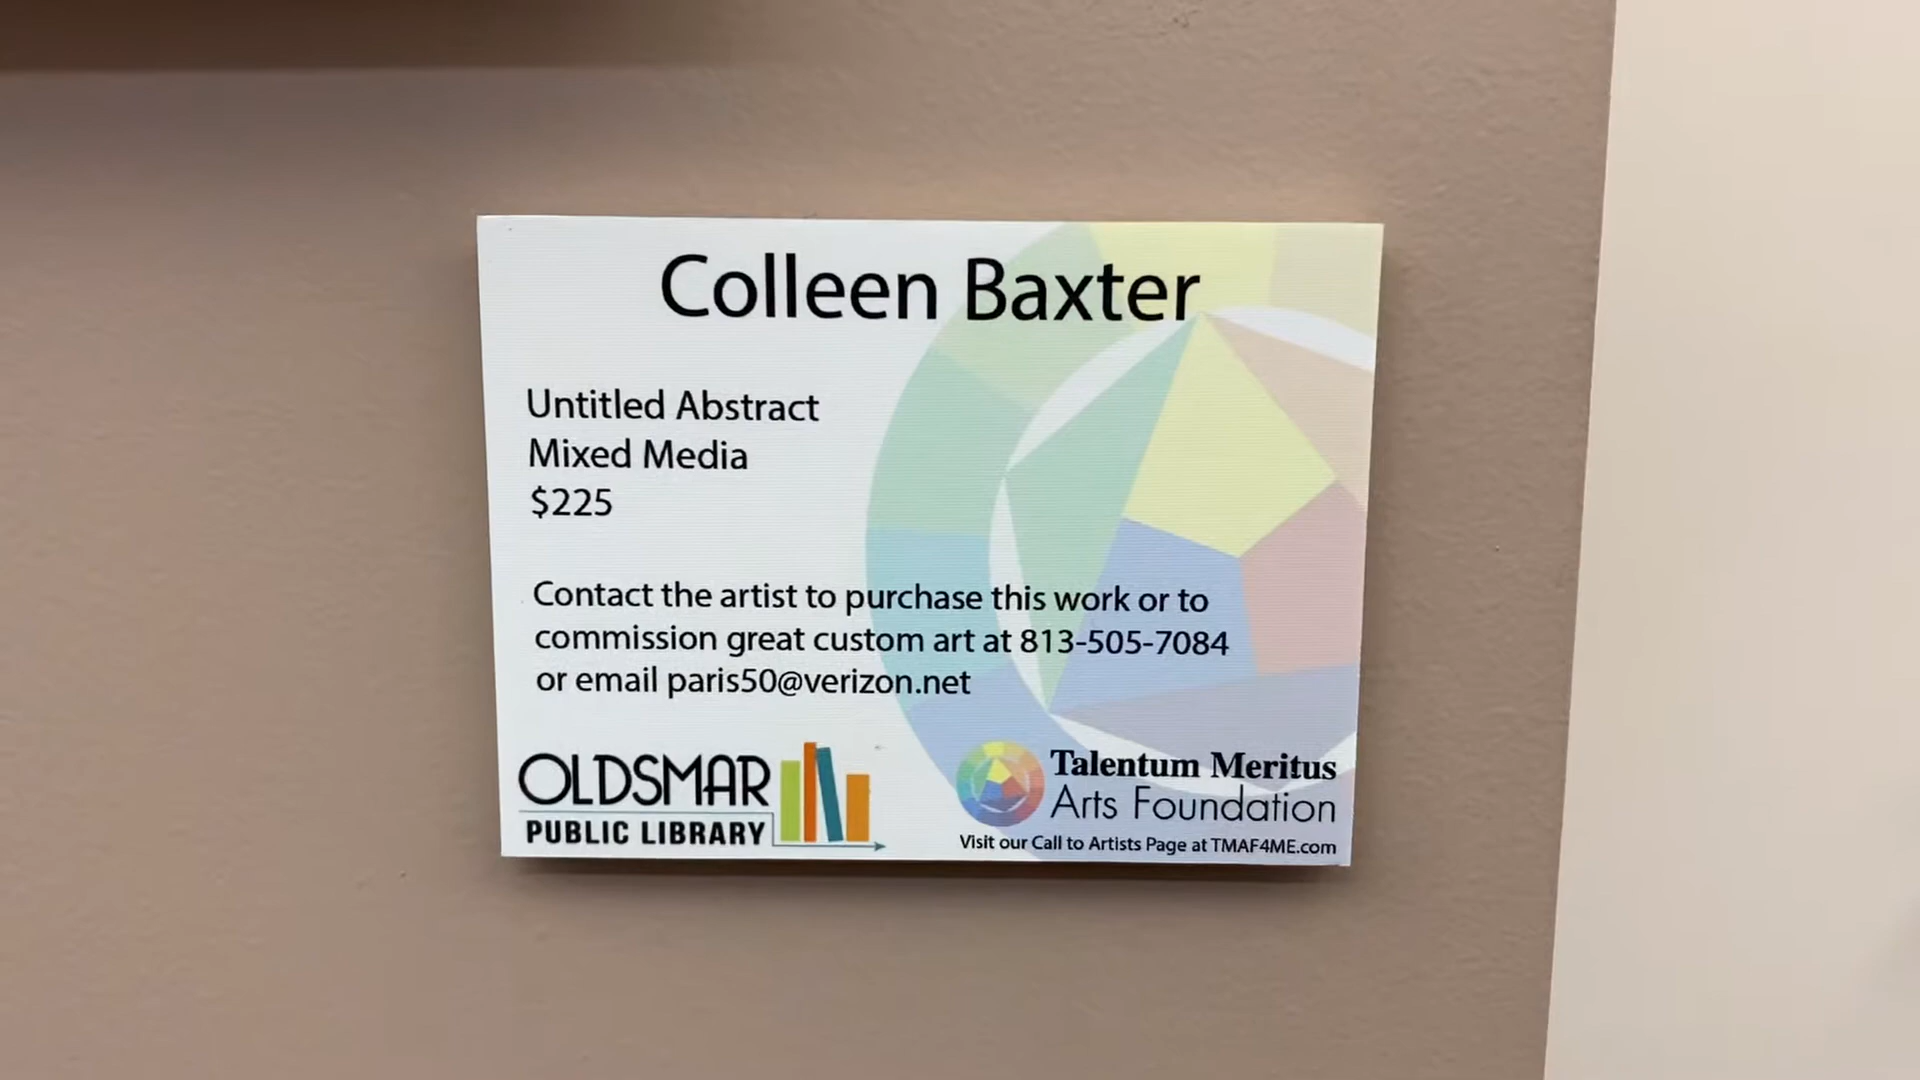 Colleen Baxter
Untitled Abstract
Mixed Media
$225
Contact the artist to purchase this work or to
commission great custom art at 813-505-7084
or email paris50@verizon.net
OLDSMAR
PUBLIC LIBRARY
Talentum Meritus
Arts Foundation
Visit our Call to Artists Page at TMAF4ME.com